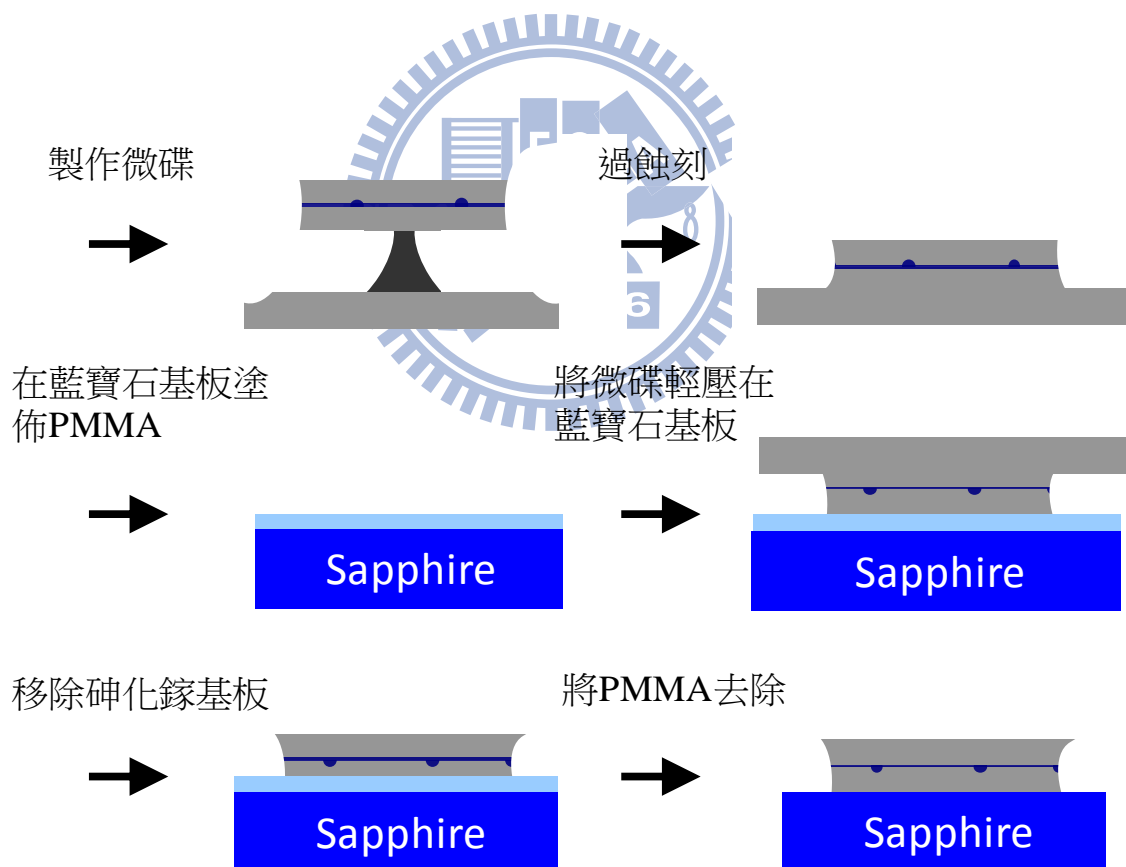 製作微碟
過蝕刻
6
在藍寶石基板塗
佈PMMA
將微碟輕壓在
藍寶石基板
Sapphire
Sapphire
移除砷化鎵基板
將PMMA去除
Sapphire
Sapphire